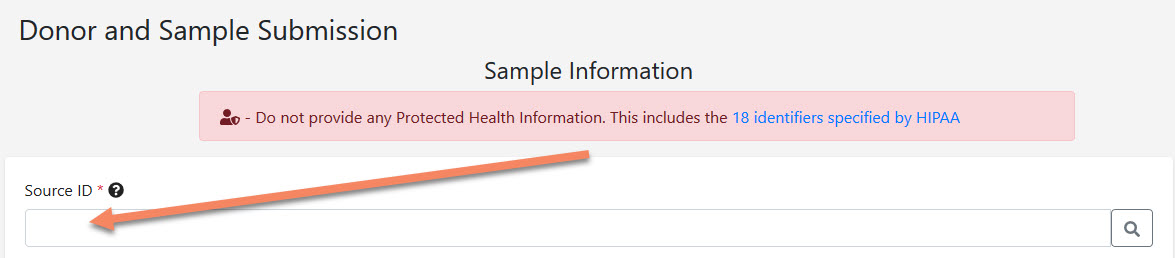 Donor and Sample Submission
Sample Information
- Do not provide any Protected Health Information. This includes the 18 identifiers specified by HIPAA
Source ID * ?